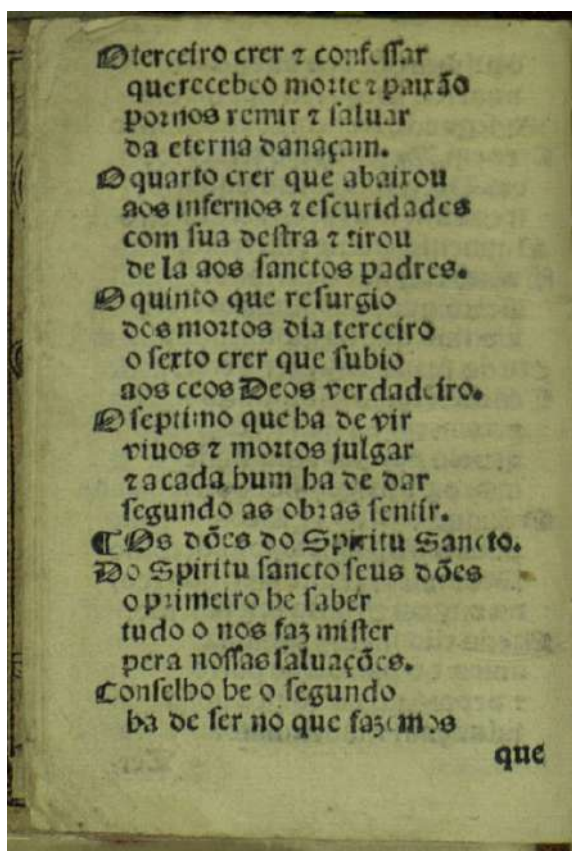 O terceiro crer ⁊ confessar
que recebeo morte ⁊ paixão
por nos remir ⁊ saluar
da eterna danaçam.
O quarto crer que abaixou
aos infernos ⁊ escuridades
com sua destra ⁊ tirou
de la aos sanctos padres.
O quinto que resurgio
dos mortos dia terceiro
o sexto crer que subio
aos ceos Deos verdadeiro.
O septimo que ha de vir
viuos ⁊ mortos julgar
⁊ a cada hum ha de dar
segundo as obras sentir.
¶ Os dões do Spiritu Sancto.
Do Spiritu sancto seus dões
o primeiro he saber
tudo o nos faz mister
pera nossas saluações.
Conselho he o segundo
ha de ser nó que fazemos
que